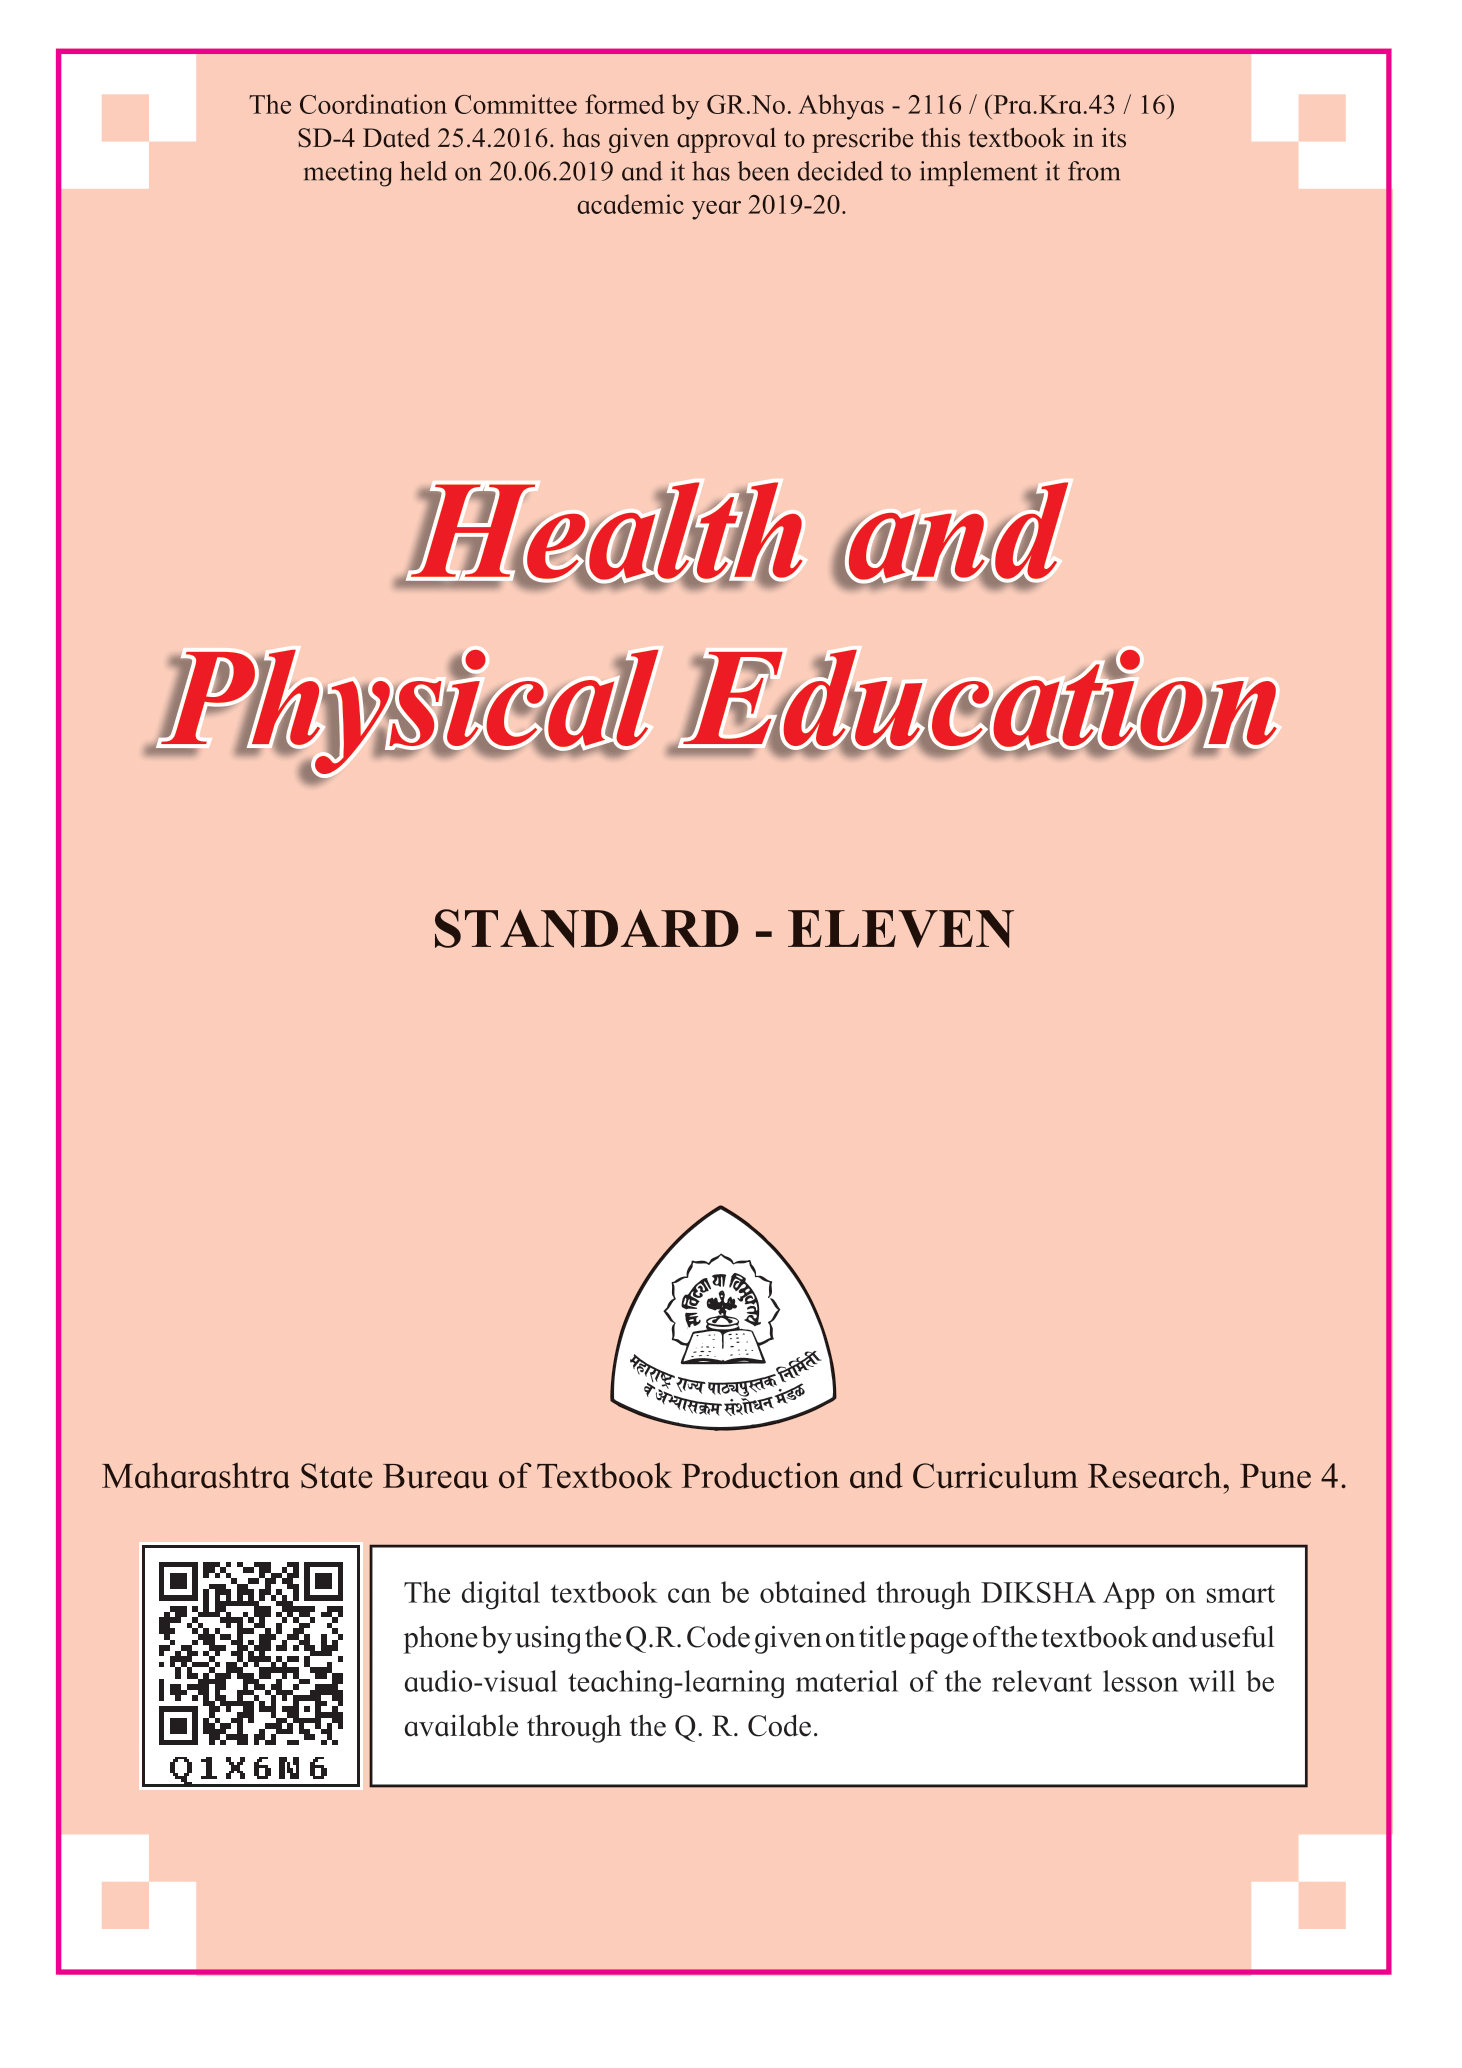 The Coordination Committee formed by GR.No. Abhyas - 2116 / (Pra.Kra.43 / 16)
SD-4 Dated 25.4.2016. has given approval to prescribe this textbook in its
meeting held on 20.06.2019 and it has been decided to implement it from
academic year 2019-20.
Health and
Physical Education
STANDARD - ELEVEN
सा विद्या या विमुक्तये
महाराष्ट्र राज्य पाठ्यपुस्तक निर्मिती
व अभ्यासक्रम संशोधन मंडळ
Maharashtra State Bureau of Textbook Production and Curriculum Research, Pune 4.
Q1X6N6
The digital textbook can be obtained through DIKSHA App on smart
phone by using the Q.R. Code given on title page of the textbook and useful
audio-visual teaching-learning material of the relevant lesson will be
available through the Q. R. Code.